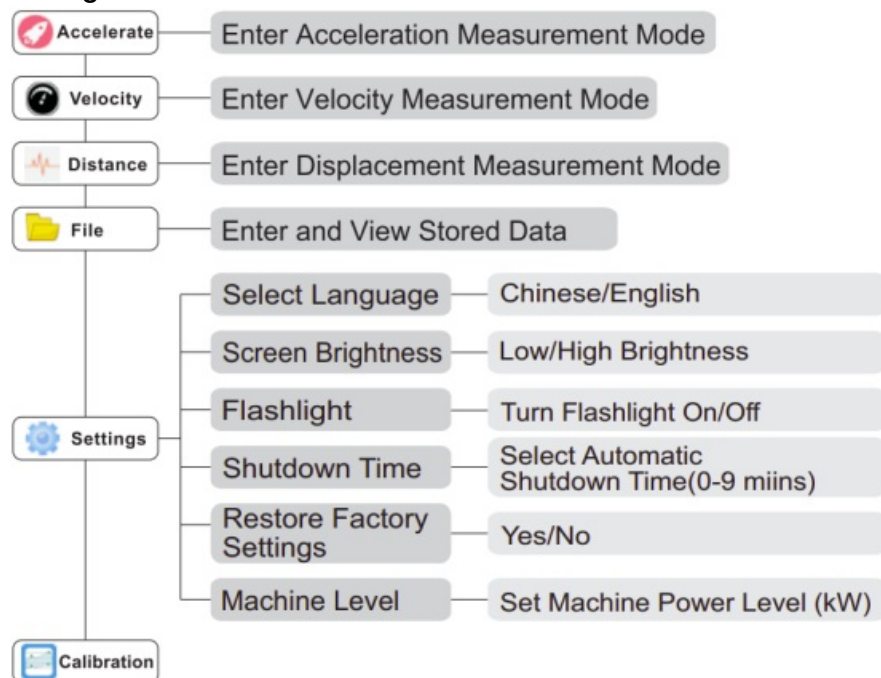 Accelerate
Enter Acceleration Measurement Mode
Velocity
Enter Velocity Measurement Mode
Distance
Enter Displacement Measurement Mode
File
Enter and View Stored Data
Settings
Select Language
Chinese/English
Screen Brightness
Low/High Brightness
Flashlight
Turn Flashlight On/Off
Shutdown Time
Select Automatic
Shutdown Time(0-9 miins)
Restore Factory
Settings
Yes/No
Machine Level
Set Machine Power Level (kW)
Calibration